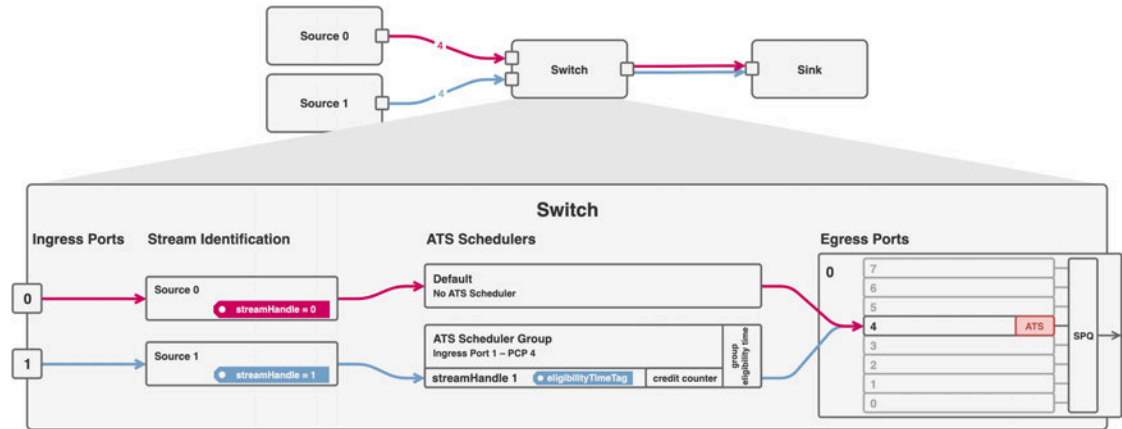 Source 0
4
Switch
Sink
Source 1
4
Switch
Ingress Ports
Stream Identification
ATS Schedulers
Egress Ports
0
Source 0
streamHandle = 0
Default
No ATS Scheduler
1
Source 1
streamHandle = 1
ATS Scheduler Group
Ingress Port 1 – PCP 4
streamHandle 1
eligibilityTimeTag
credit counter
group
eligibility time
0
7
6
5
4
ATS
3
2
1
0
SPQ